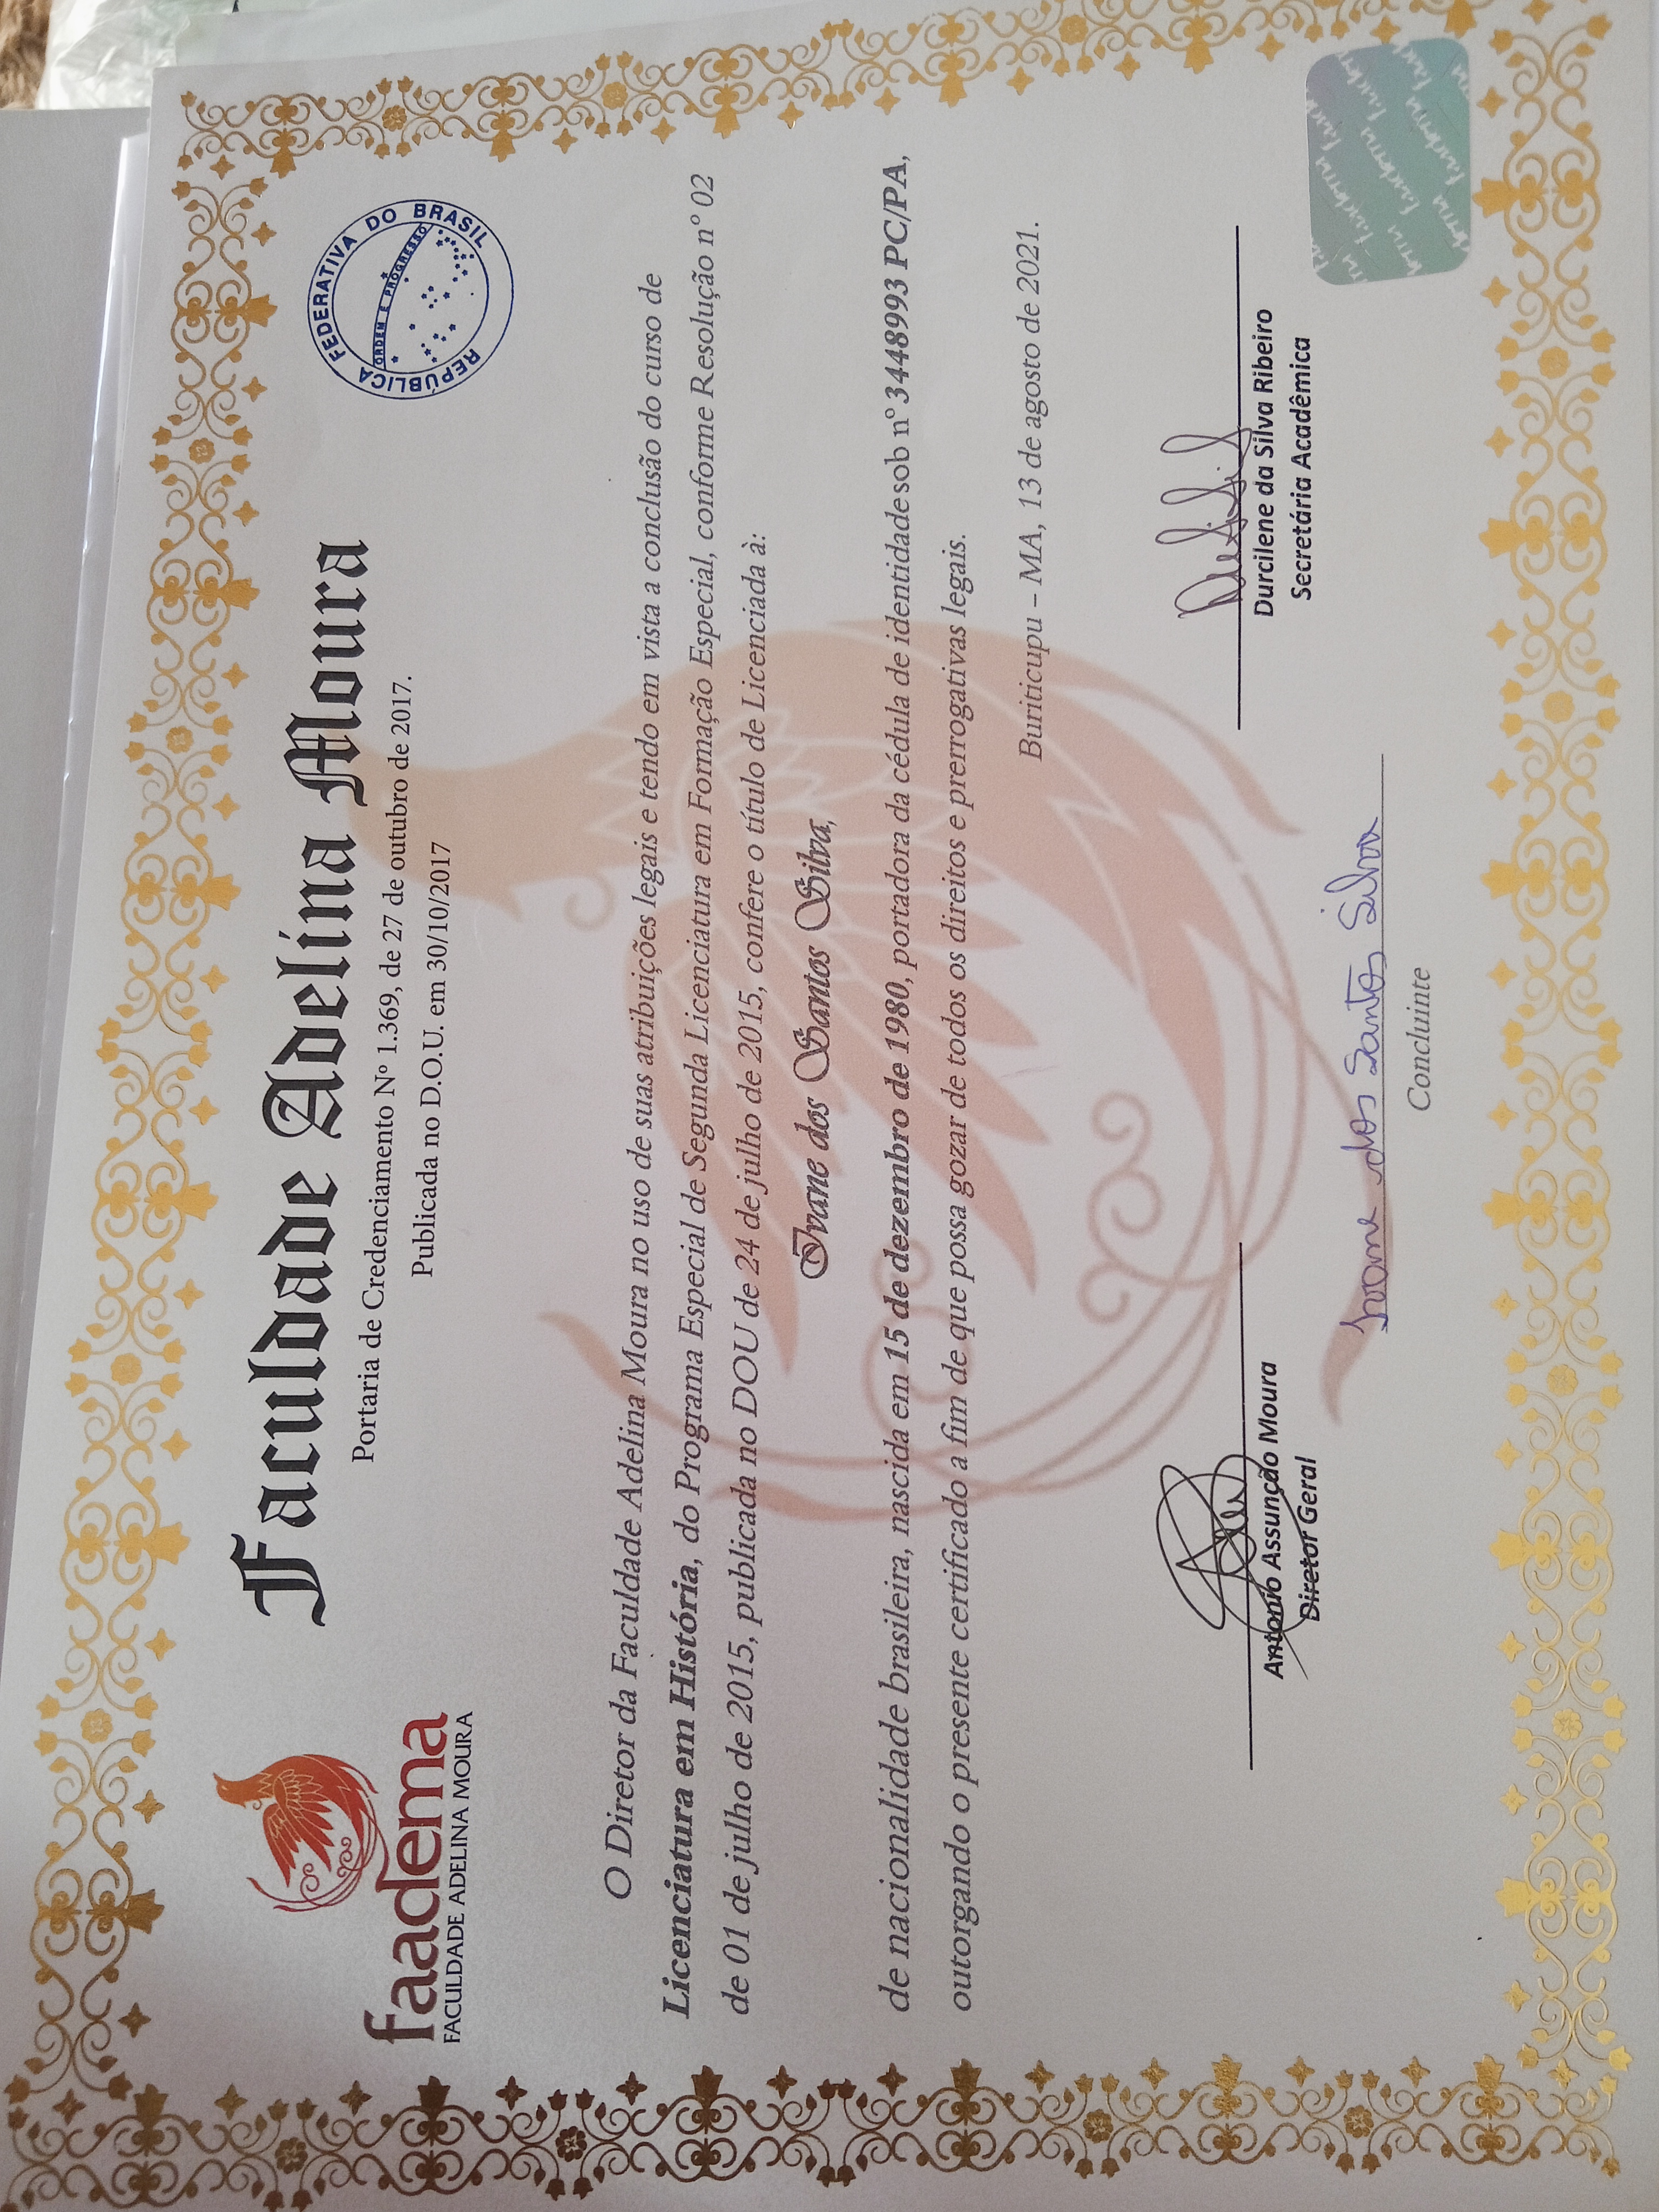 faadema
FACULDADE ADELINA MOURA
Faculdade Adelina Moura
Portaria de Credenciamento Nº 1.369, de 27 de outubro de 2017.
Publicada no D.O.U. em 30/10/2017
REPÚBLICA FEDERATIVA DO BRASIL
ORDEM E PROGRESSO
O Diretor da Faculdade Adelina Moura no uso de suas atribuições legais e tendo em vista a conclusão do curso de
Licenciatura em História, do Programa Especial de Segunda Licenciatura em Formação Especial, conforme Resolução nº 02
de 01 de julho de 2015, publicada no DOU de 24 de julho de 2015, confere o título de Licenciada à:
Ivane dos Santos Silva,
de nacionalidade brasileira, nascida em 15 de dezembro de 1980, portadora da cédula de identidade sob nº 3448993 PC/PA,
outorgando o presente certificado a fim de que possa gozar de todos os direitos e prerrogativas legais.
Buriticupu – MA, 13 de agosto de 2021.
Antonio Assunção Moura
Diretor Geral
Durcilene da Silva Ribeiro
Secretária Acadêmica
Ivane dos Santos Silva
Concluinte